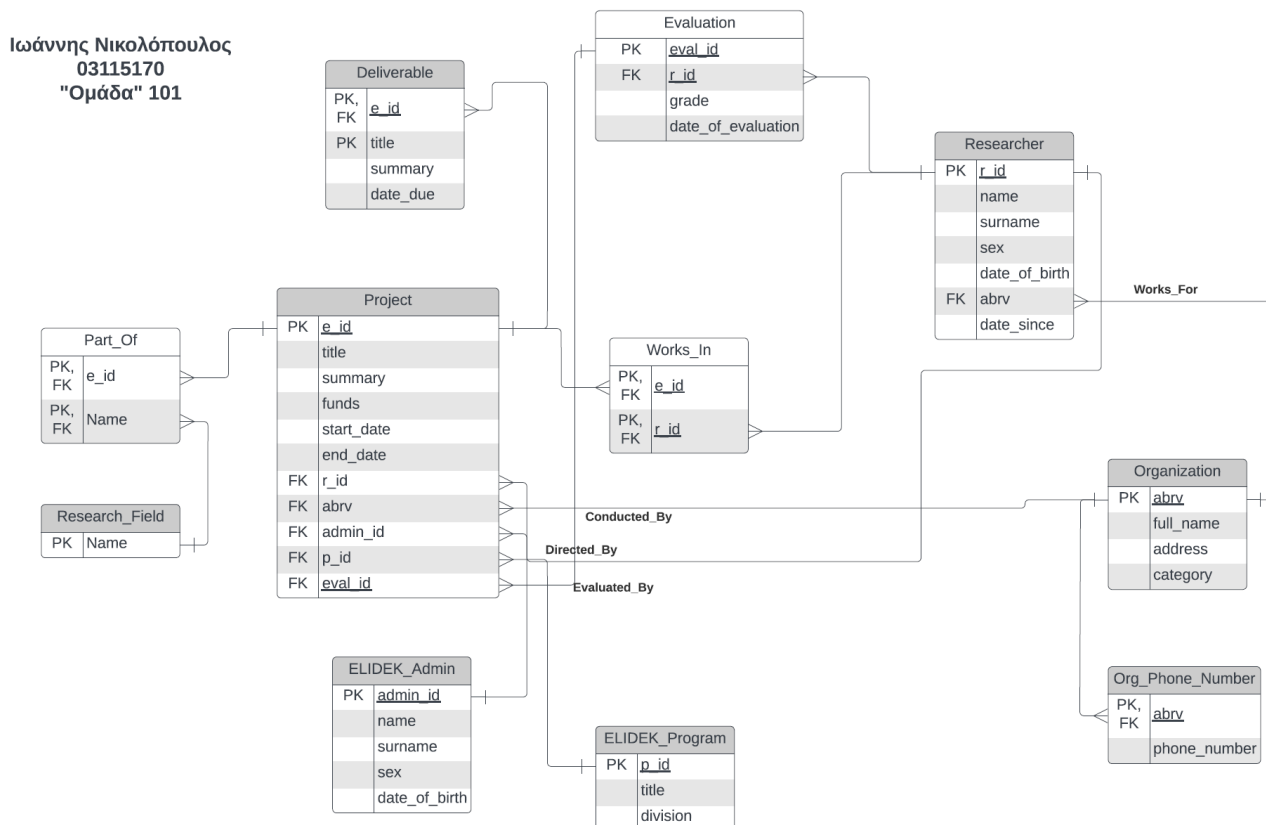 Ιωάννης Νικολόπουλος
03115170
"Ομάδα" 101
Deliverable
PK, FK e_id
PK title
summary
date_due
Evaluation
PK eval_id
FK r_id
grade
date_of_evaluation
Researcher
PK r_id
name
surname
sex
date_of_birth
FK abrv
date_since
Works_For
Part_Of
PK, FK e_id
PK, FK Name
Research_Field
PK Name
Project
PK e_id
title
summary
funds
start_date
end_date
FK r_id
FK abrv
FK admin_id
FK p_id
FK eval_id
Works_In
PK, FK e_id
PK, FK r_id
Conducted_By
Directed_By
Evaluated_By
Organization
PK abrv
full_name
address
category
Org_Phone_Number
PK, FK abrv
phone_number
ELIDEK_Admin
PK admin_id
name
surname
sex
date_of_birth
ELIDEK_Program
PK p_id
title
division